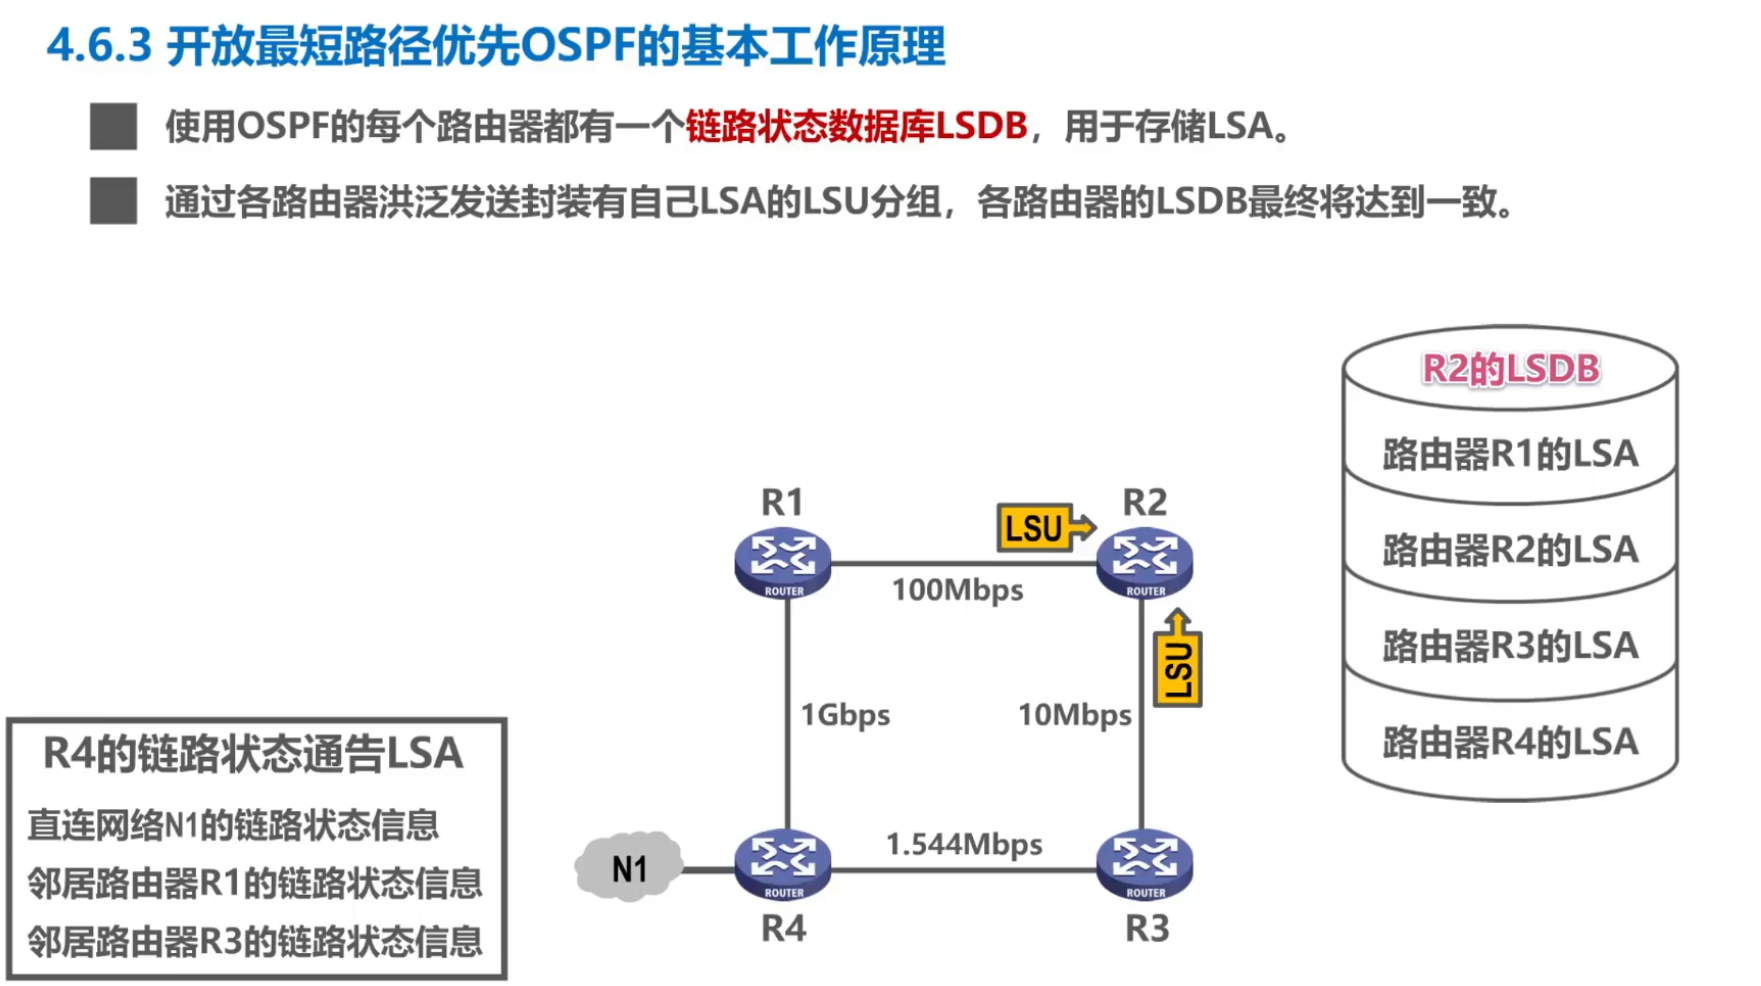 4.6.3 开放最短路径优先OSPF的基本工作原理
使用OSPF的每个路由器都有一个链路状态数据库LSDB，用于存储LSA。
通过各路由器洪泛发送封装有自己LSA的LSU分组，各路由器的LSDB最终将达到一致。
R2的LSDB
路由器R1的LSA
路由器R2的LSA
路由器R3的LSA
路由器R4的LSA
R1
LSU
R2
ROUTER
100Mbps
ROUTER
LSU
1Gbps
10Mbps
R4的链路状态通告LSA
直连网络N1的链路状态信息
邻居路由器R1的链路状态信息
邻居路由器R3的链路状态信息
N1
1.544Mbps
ROUTER
ROUTER
R4
R3